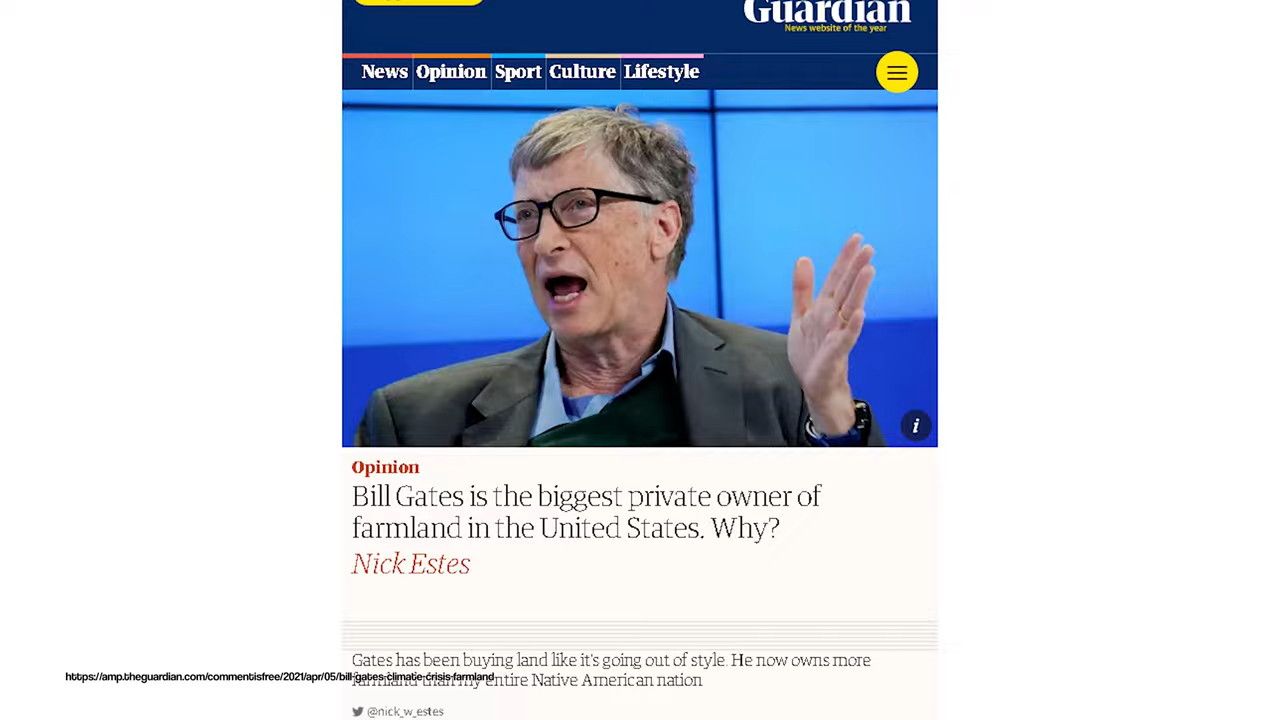 Guardian
News website of the year
News Opinion Sport Culture Lifestyle
i
Opinion
Bill Gates is the biggest private owner of
farmland in the United States. Why?
Nick Estes
Gates has been buying land like it's going out of style. He now owns more
farmland than my entire Native American nation
https://amp.theguardian.com/commentisfree/2021/apr/05/bill-gates-climate-crisis-farmland
@nick_w_estes